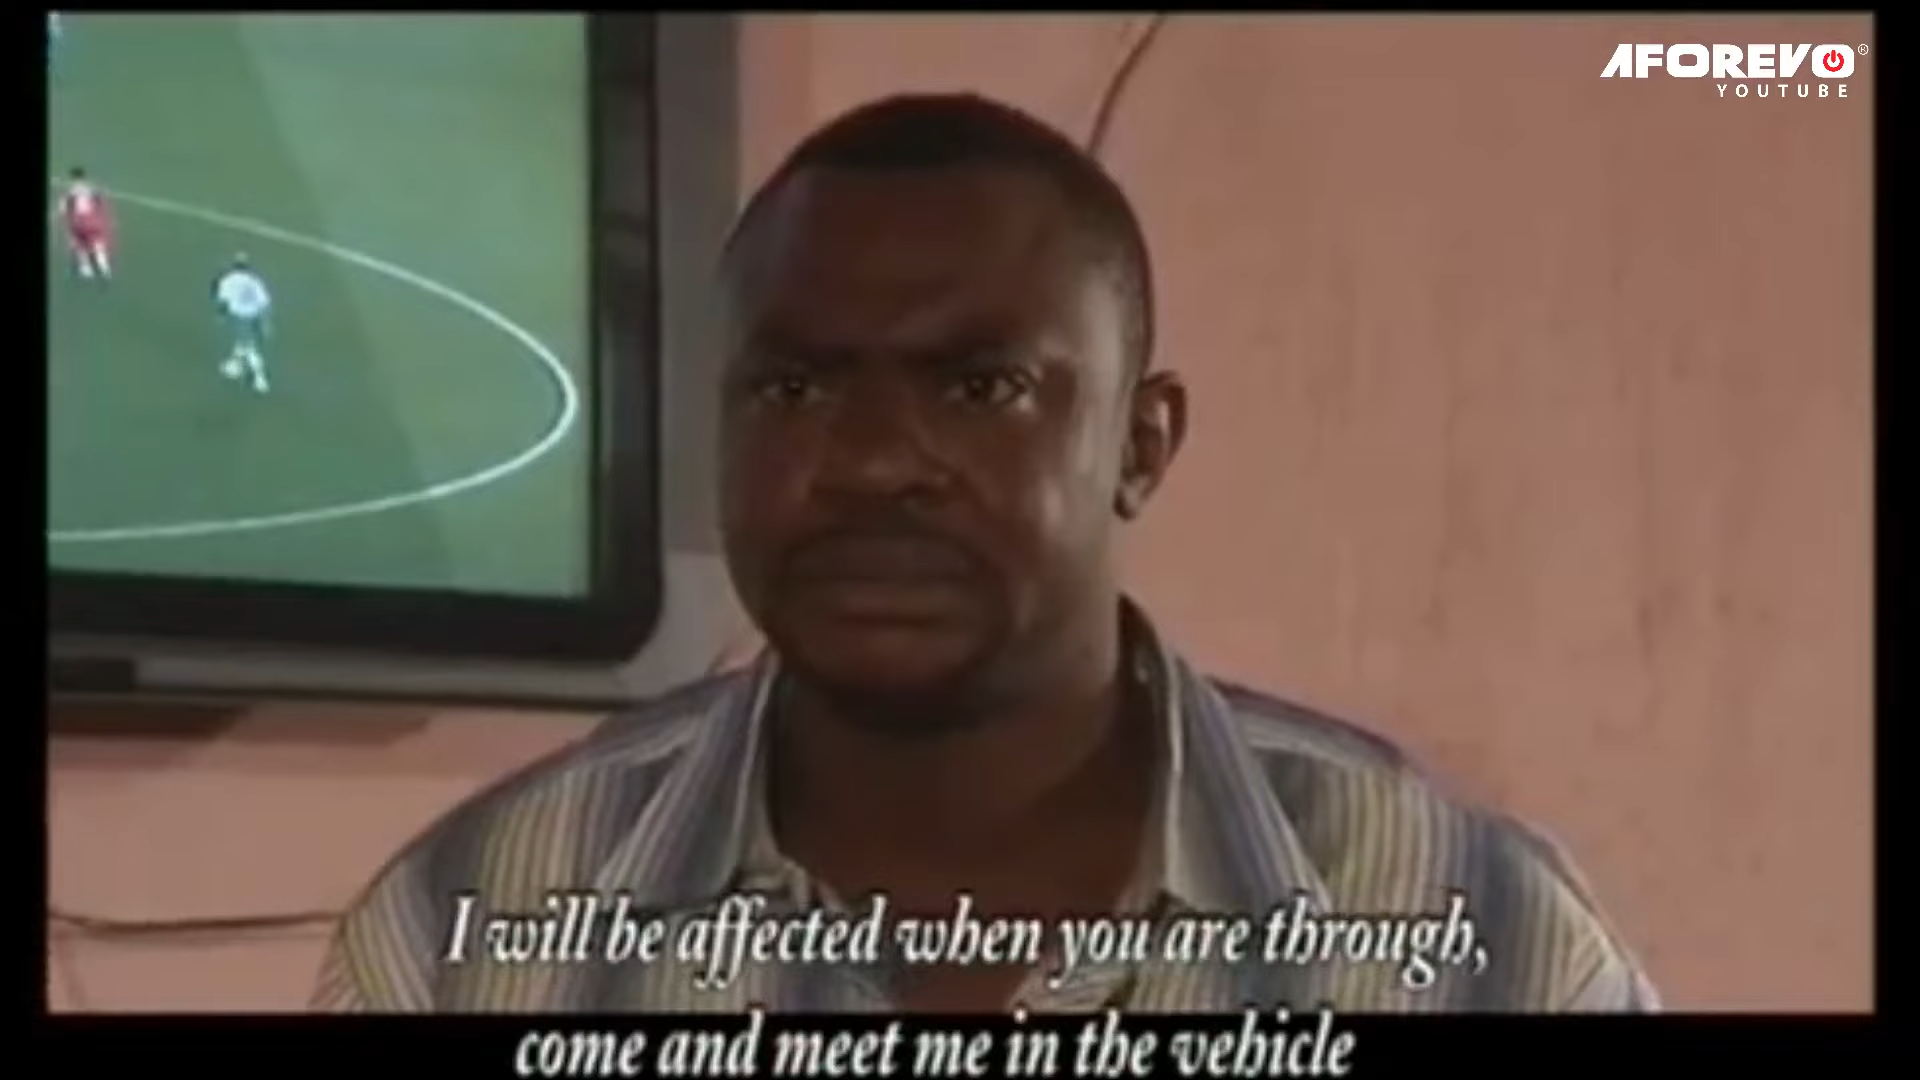 AFOREVO®
YOUTUBE
I will be affected when you are through,
come and meet me in the vehicle